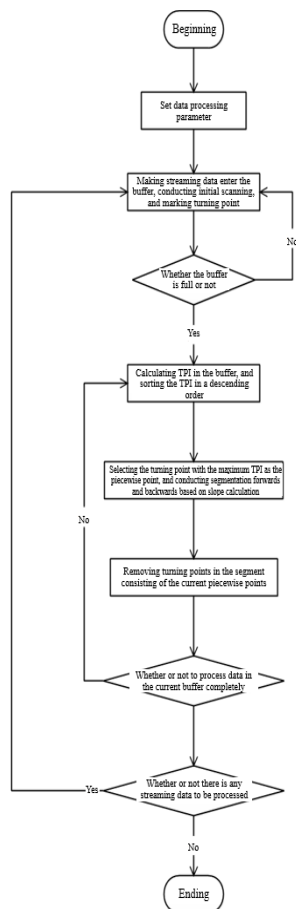 Beginning
Set data processing
parameter
Making streaming data enter the
buffer, conducting initial scanning,
and marking turning point
No
Whether the buffer
is full or not
Yes
Calculating TPI in the buffer, and
sorting the TPI in a descending
order
Selecting the turning point with the maximum TPI as the
piecewise point, and conducting segmentation forwards
and backwards based on slope calculation
No
Removing turning points in the segment
consisting of the current piecewise points
Whether or not to process data in
the current buffer completely
Whether or not there is any
streaming data to be processed
Yes
No
Ending